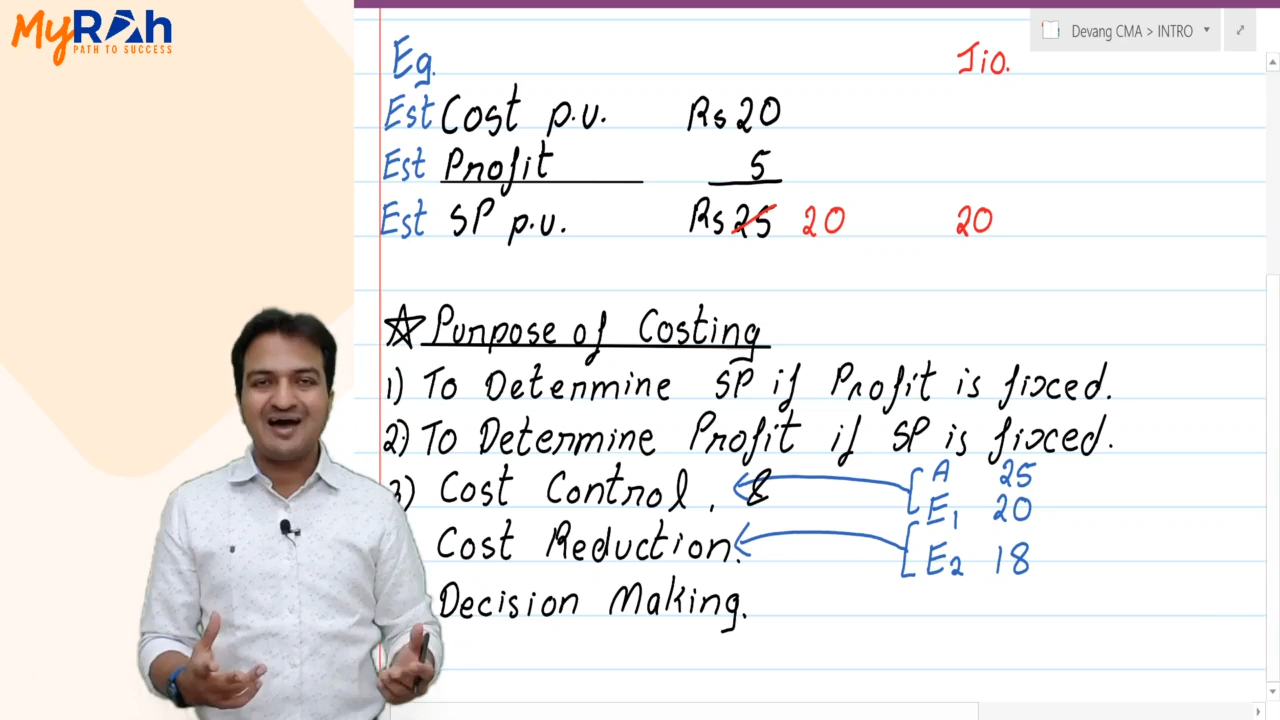 MyRAh
PATH TO SUCCESS
Devang CMA > INTRO
Eg. Jio.
Est Cost p.u. Rs 20
Est Profit 5
Est SP p.u. Rs 25 20 20
☆ Purpose of Costing
1) To Determine SP if Profit is fixed.
2) To Determine Profit if SP is fixed.
3) Cost Control. &
Cost Reduction.
Decision Making.
A 25
E1 20
E2 18